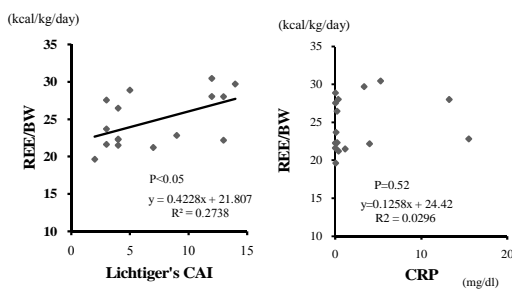 (kcal/kg/day)
35
30
25
20
15
10
REE/BW
P<0.05
y = 0.4228x + 21.807
R² = 0.2738
0
5
10
15
Lichtiger's CAI
(kcal/kg/day)
35
30
25
20
15
10
REE/BW
P=0.52
y=0.1258x + 24.42
R2 = 0.0296
0
10
20
CRP
(mg/dl)